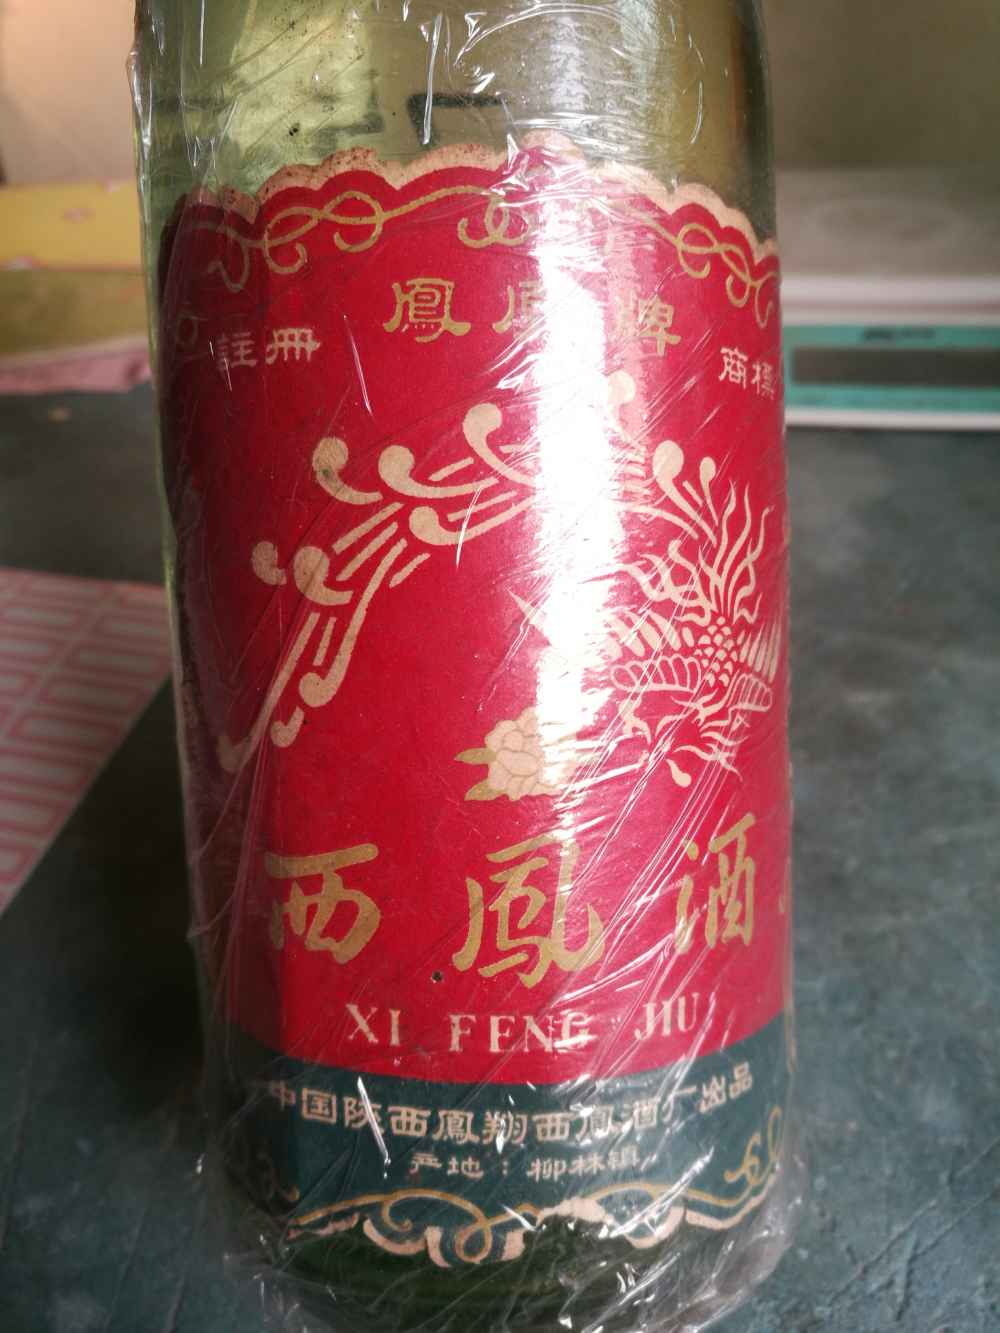 鳳凰牌
註冊 商標
西鳳酒
XI FENG JIU
中国陕西鳳翔西鳳酒厂出品
产地：柳林镇